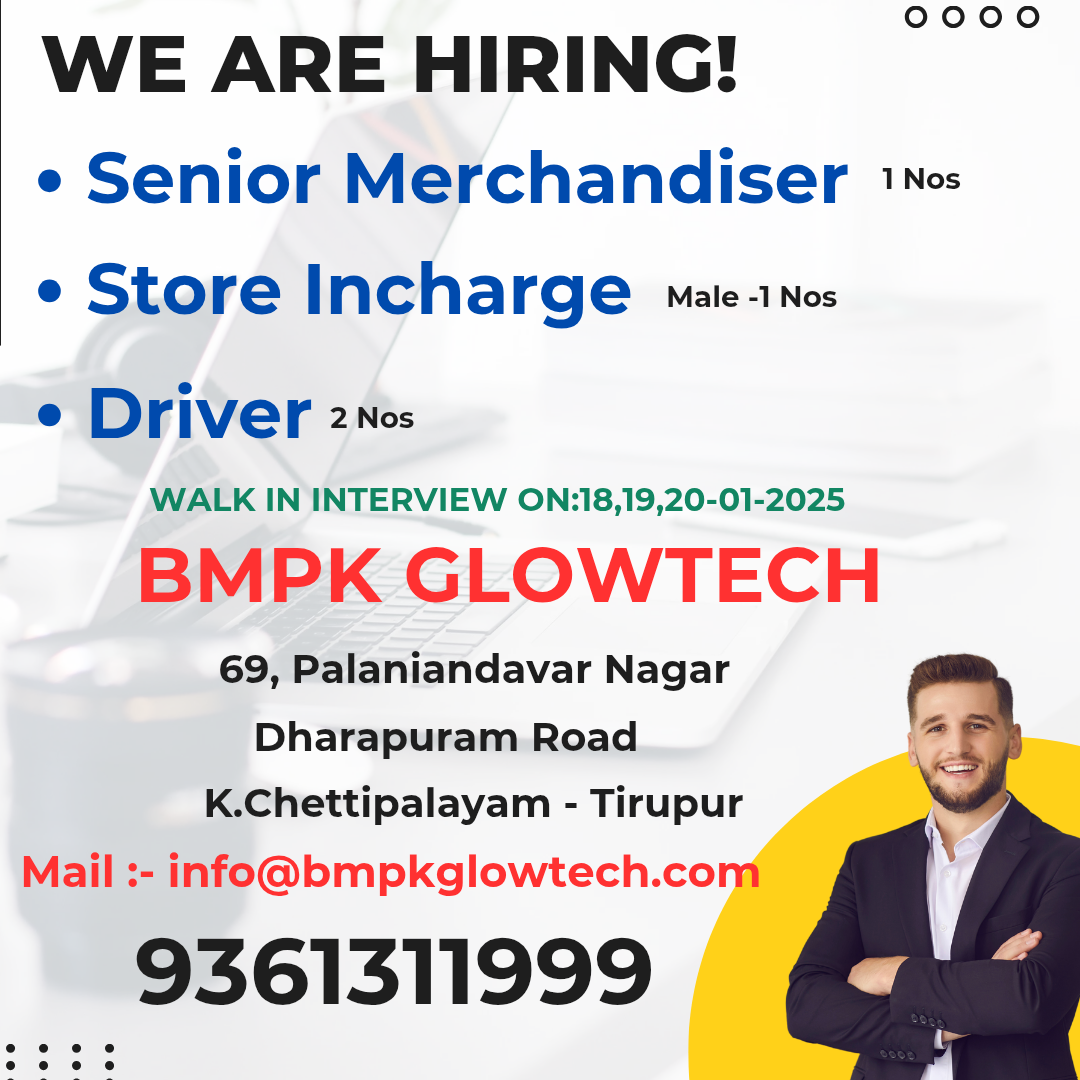 WE ARE HIRING!
• Senior Merchandiser 1 Nos
• Store Incharge Male -1 Nos
• Driver 2 Nos
WALK IN INTERVIEW ON:18,19,20-01-2025
BMPK GLOWTECH
69, Palaniandavar Nagar
Dharapuram Road
K.Chettipalayam - Tirupur
Mail :- info@bmpkglowtech.com
9361311999